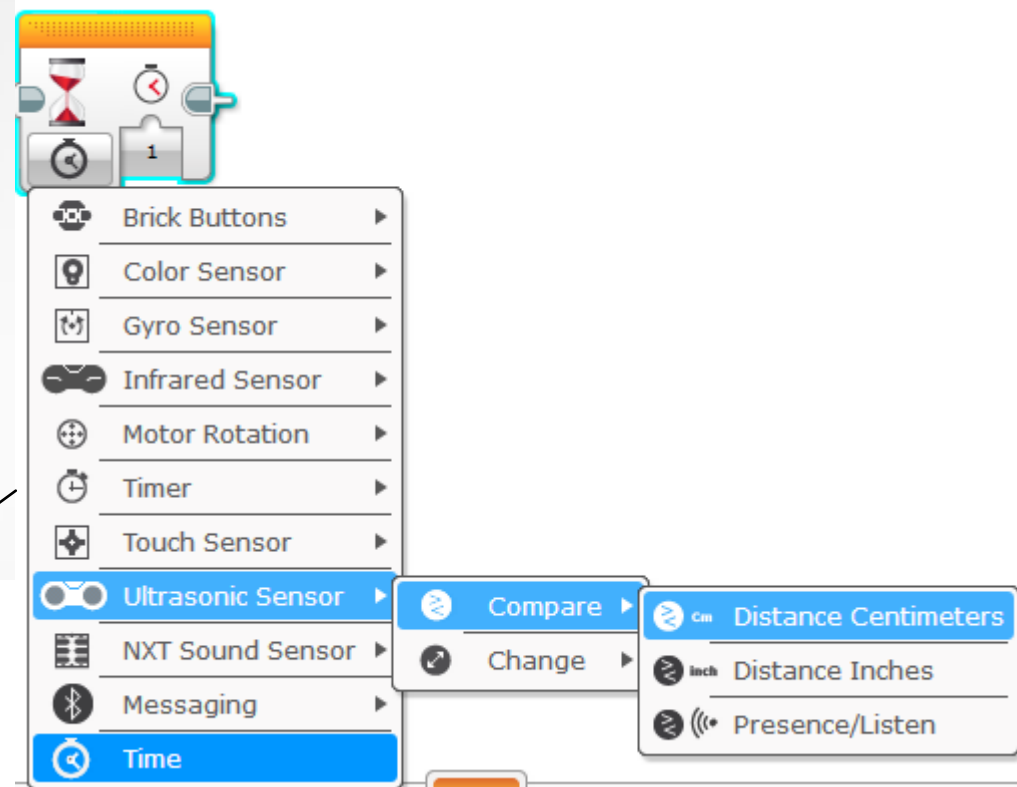 1
Brick Buttons
Color Sensor
Gyro Sensor
Infrared Sensor
Motor Rotation
Timer
Touch Sensor
Ultrasonic Sensor
Compare
cm Distance Centimeters
NXT Sound Sensor
Change
inch Distance Inches
Messaging
Presence/Listen
Time